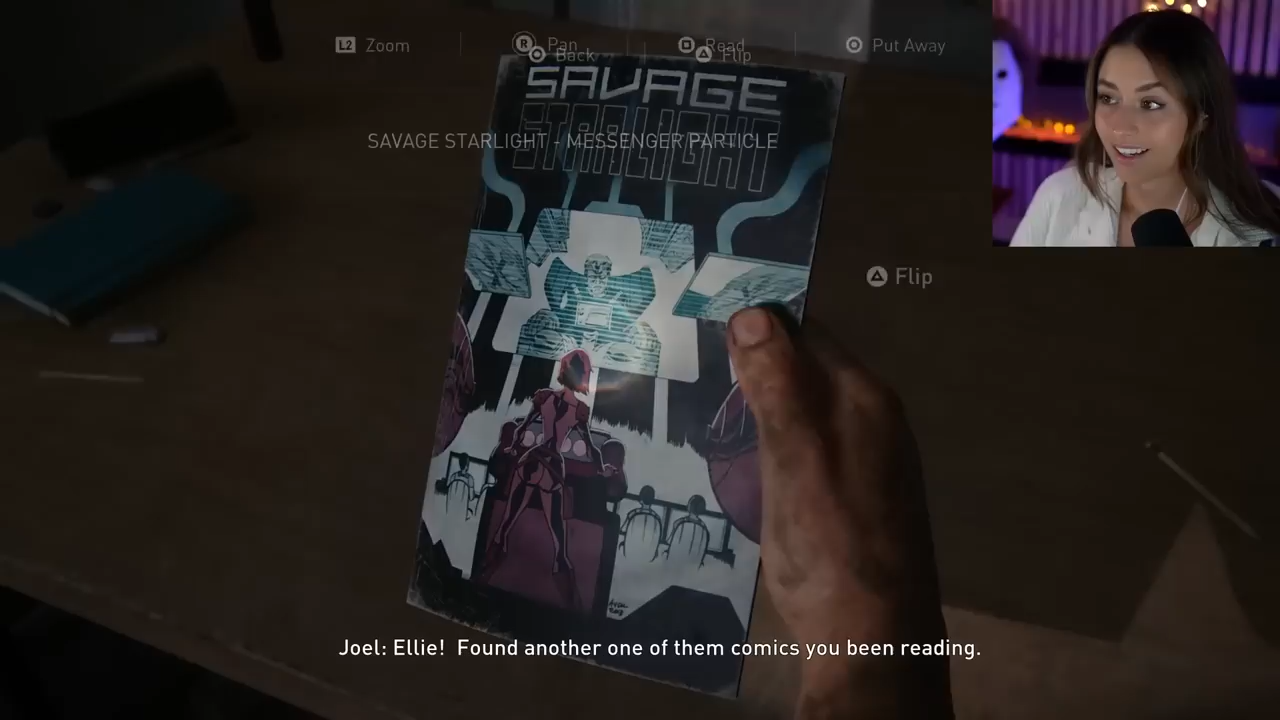 L2 Zoom
R Pan
Read
Put Away
Back
Flip
SAVAGE
STARLIGHT
SAVAGE STARLIGHT - MESSENGER PARTICLE
Flip
Joel: Ellie! Found another one of them comics you been reading.